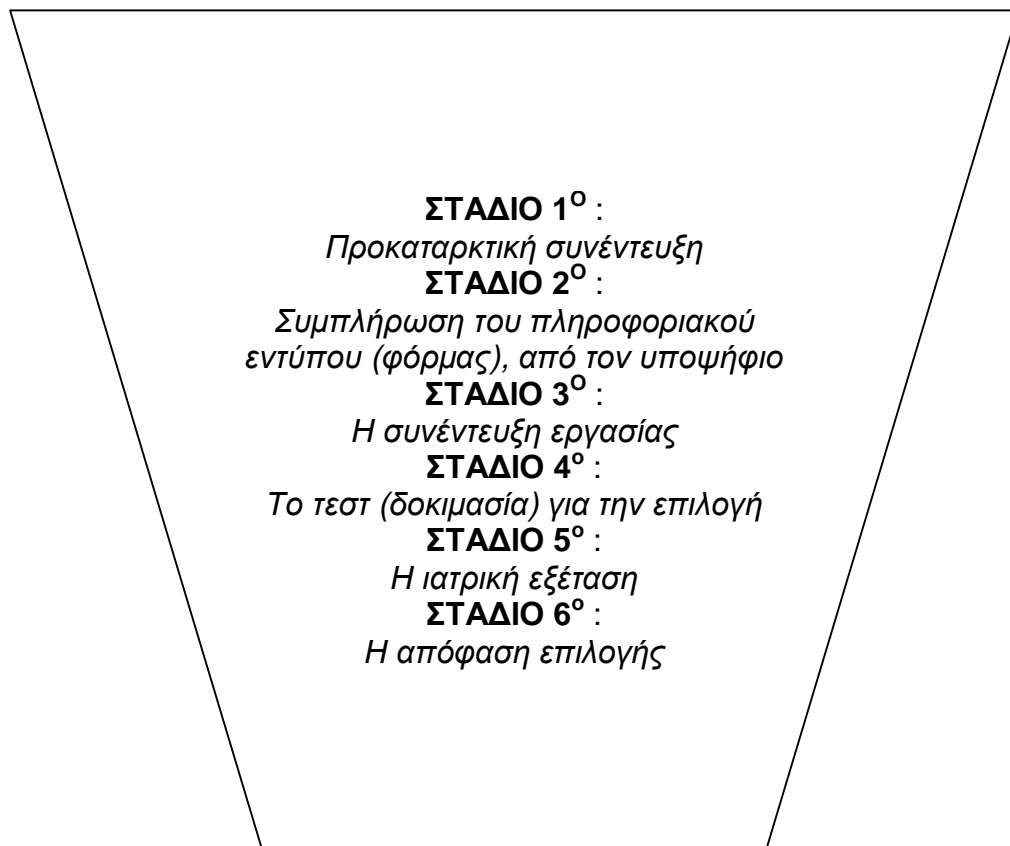 ΣΤΑΔΙΟ 1Ο :
Προκαταρκτική συνέντευξη
ΣΤΑΔΙΟ 2Ο :
Συμπλήρωση του πληροφοριακού
εντύπου (φόρμας), από τον υποψήφιο
ΣΤΑΔΙΟ 3Ο :
Η συνέντευξη εργασίας
ΣΤΑΔΙΟ 4ο :
Το τεστ (δοκιμασία) για την επιλογή
ΣΤΑΔΙΟ 5ο :
Η ιατρική εξέταση
ΣΤΑΔΙΟ 6ο :
Η απόφαση επιλογής